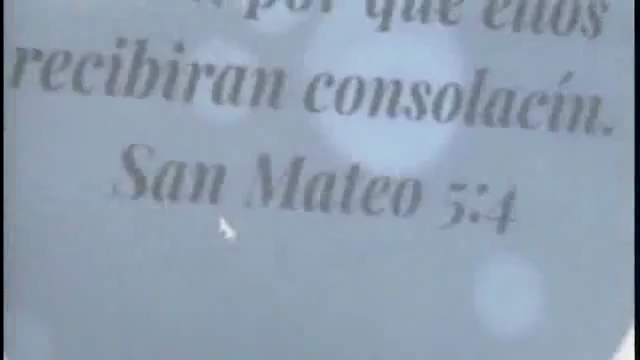 por que ellos
recibiran consolacín.
San Mateo 5:4